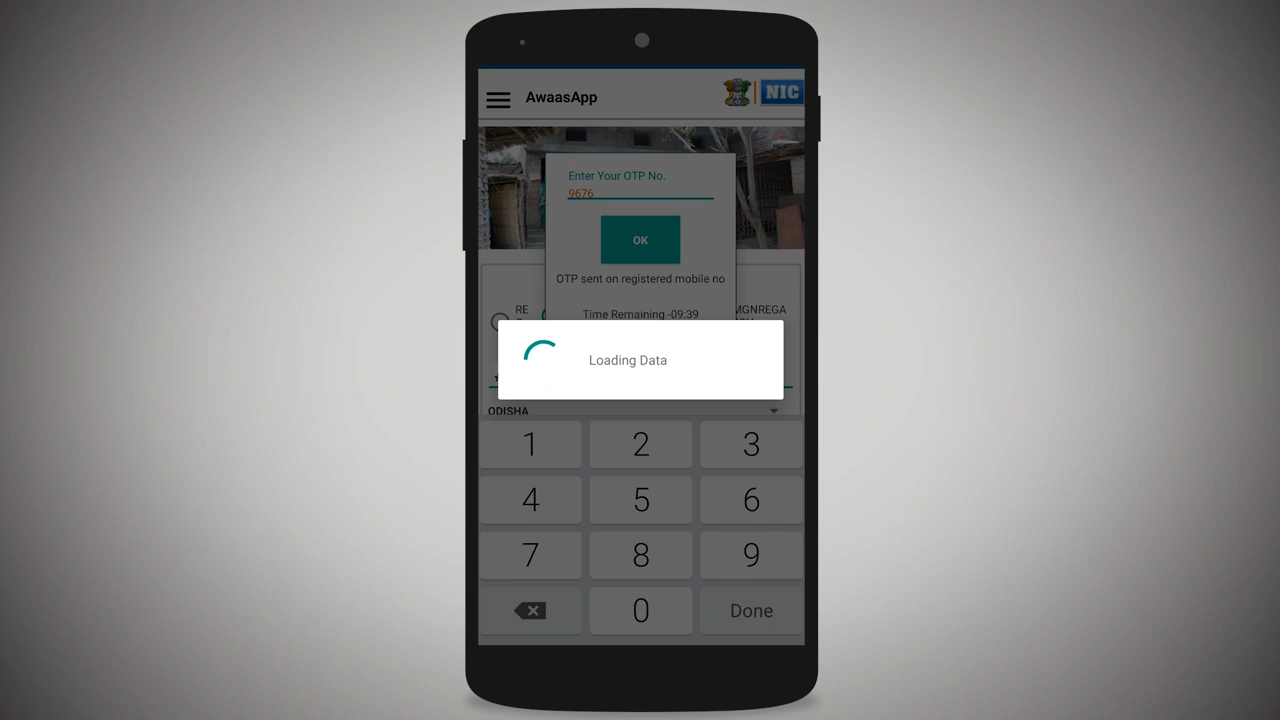 AwaasApp
NIC
Enter Your OTP No.
9676
OK
OTP sent on registered mobile no
RE
MGNREGA
Time Remaining -09:39
Loading Data
*
ODISHA
1 2 3
4 5 6
7 8 9
0 Done